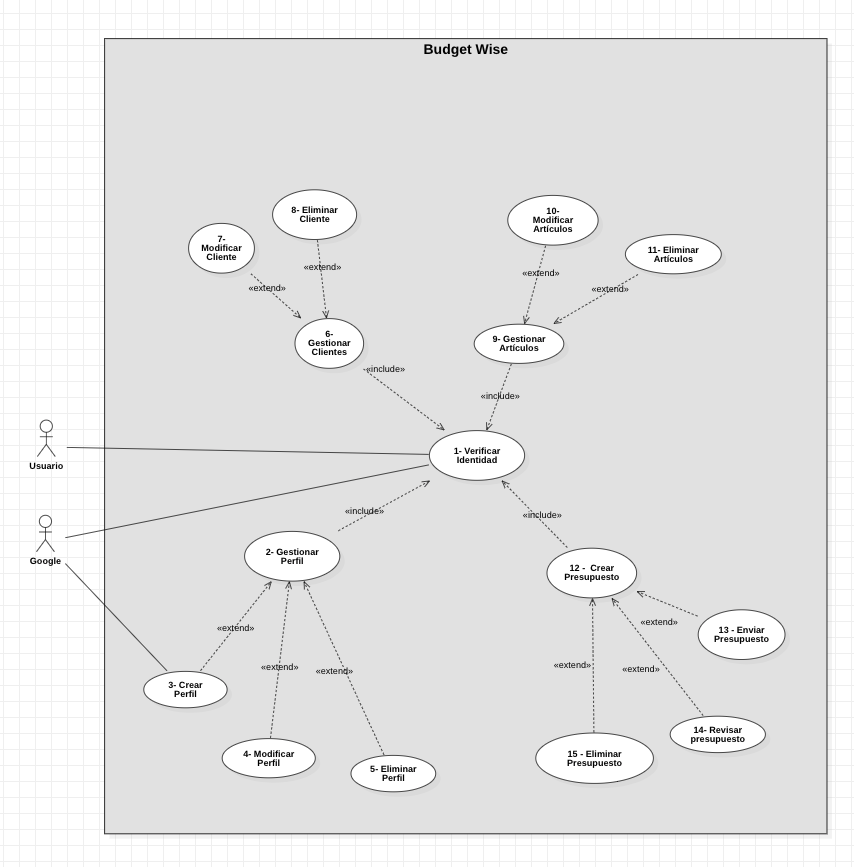 Budget Wise
8- Eliminar
Cliente
10-
Modificar
Artículos
7-
Modificar
Cliente
11- Eliminar
Artículos
«extend»
«extend»
«extend»
«extend»
6-
Gestionar
Clientes
9- Gestionar
Artículos
«include»
«include»
Usuario
1- Verificar
Identidad
«include»
«include»
Google
2- Gestionar
Perfil
12 -  Crear
Presupuesto
«extend»
«extend»
13 - Enviar
Presupuesto
«extend»
«extend»
«extend»
«extend»
3- Crear
Perfil
14- Revisar
presupuesto
4- Modificar
Perfil
15 - Eliminar
Presupuesto
5- Eliminar
Perfil